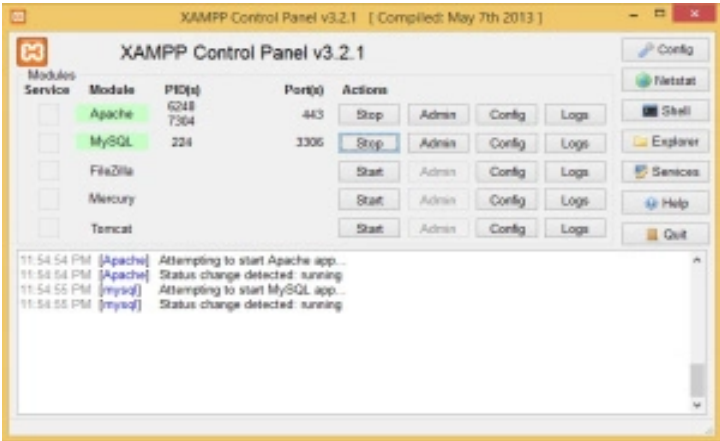 XAMPP Control Panel v3.2.1 [ Compiled: May 7th 2013 ]
XAMPP Control Panel v3.2.1
Config
Netstat
Shell
Explorer
Services
Help
Quit
Modules
Service Module PID(s) Port(s) Actions
Apache 6248 7304 443 Stop Admin Config Logs
MySQL 224 3306 Stop Admin Config Logs
FileZilla Start Admin Config Logs
Mercury Start Admin Config Logs
Tomcat Start Admin Config Logs
11:54:54 PM [Apache] Attempting to start Apache app...
11:54:54 PM [Apache] Status change detected: running
11:54:55 PM [mysql] Attempting to start MySQL app...
11:54:55 PM [mysql] Status change detected: running